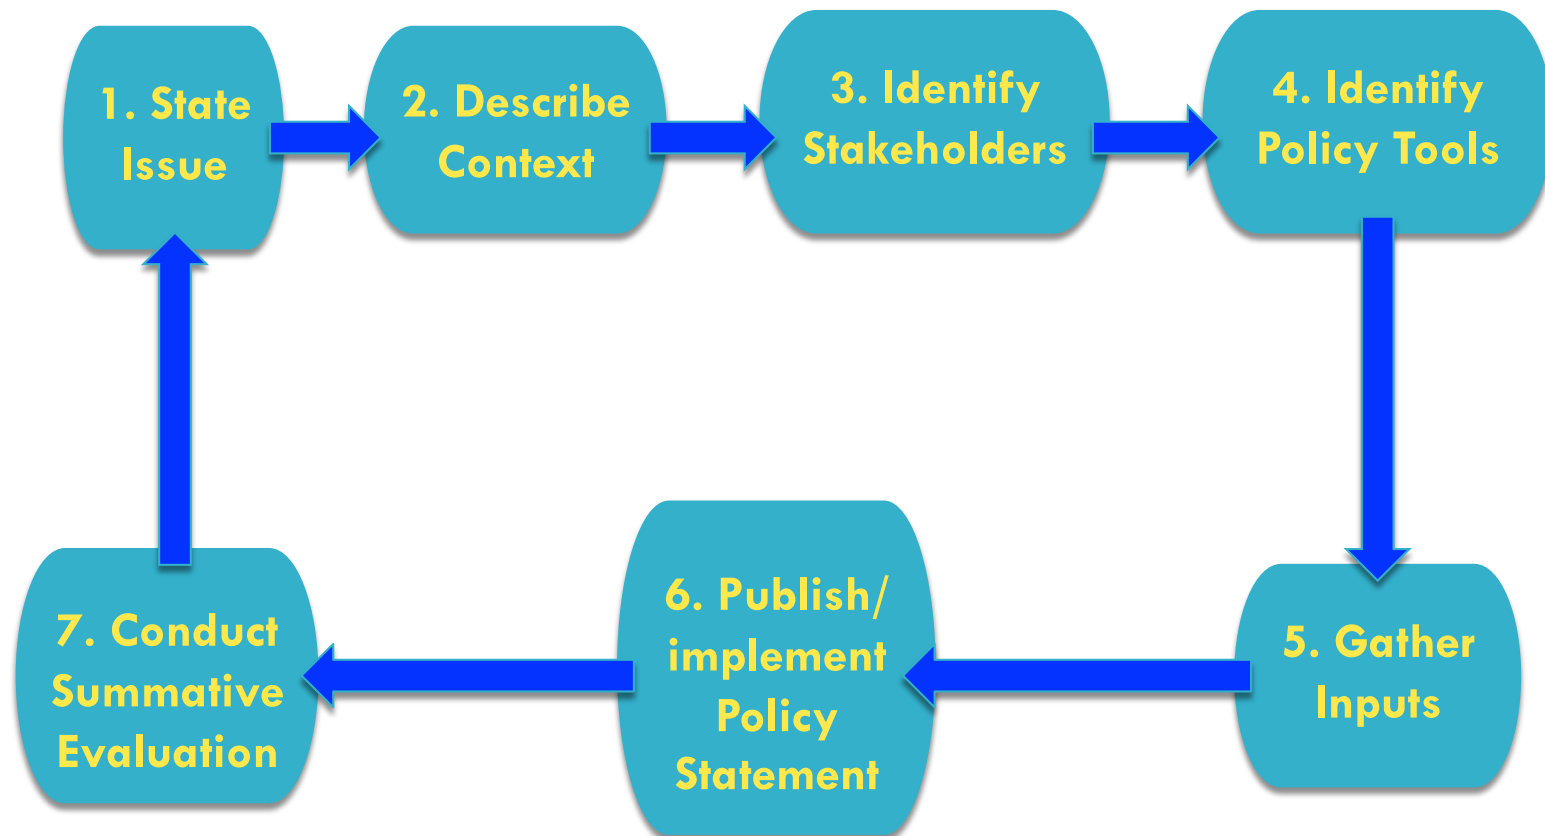 1. State
Issue
2. Describe
Context
3. Identify
Stakeholders
4. Identify
Policy Tools
5. Gather
Inputs
6. Publish/
implement
Policy
Statement
7. Conduct
Summative
Evaluation